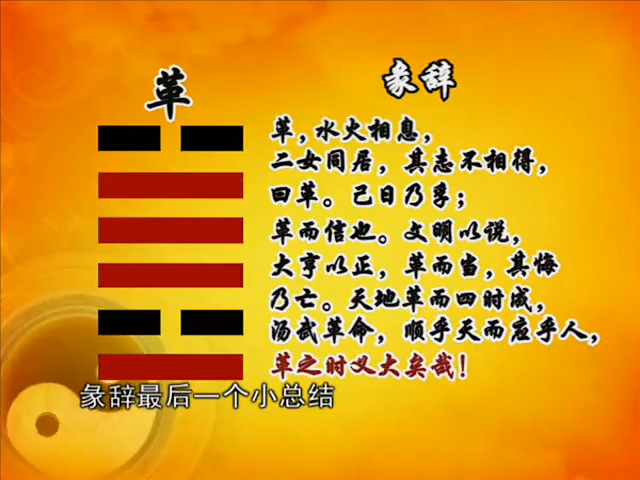 革
彖辞
革，水火相息，
二女同居，其志不相得，
曰革。己日乃孚；
革而信也。文明以说，
大亨以正，革而当，其悔
乃亡。天地革而四时成，
汤武革命，顺乎天而应乎人，
革之时义大矣哉！
彖辞最后一个小总结